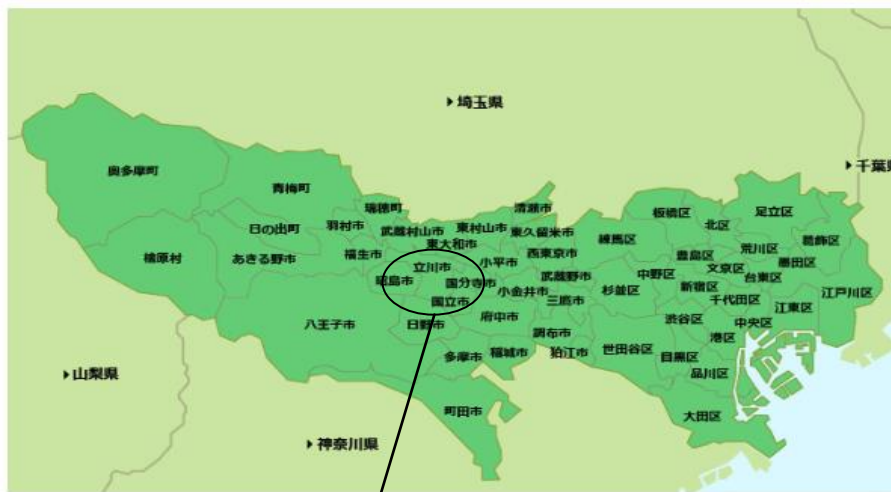 ▶埼玉県
▶千葉県
奥多摩町
青梅町
瑞穂町
清瀬市
板橋区
足立区
北区
日の出町
羽村市
武蔵村山市
東村山市
東久留米市
練馬区
荒川区
葛飾区
東大和市
檜原村
あきる野市
福生市
立川市
小平市
西東京市
豊島区
文京区
墨田区
昭島市
国分寺市
武蔵野市
中野区
台東区
杉並区
新宿区
江戸川区
国立市
小金井市
三鷹市
千代田区
八王子市
日野市
府中市
渋谷区
中央区
江東区
調布市
港区
多摩市
稲城市
狛江市
世田谷区
目黒区
▶山梨県
品川区
町田市
大田区
▶神奈川県